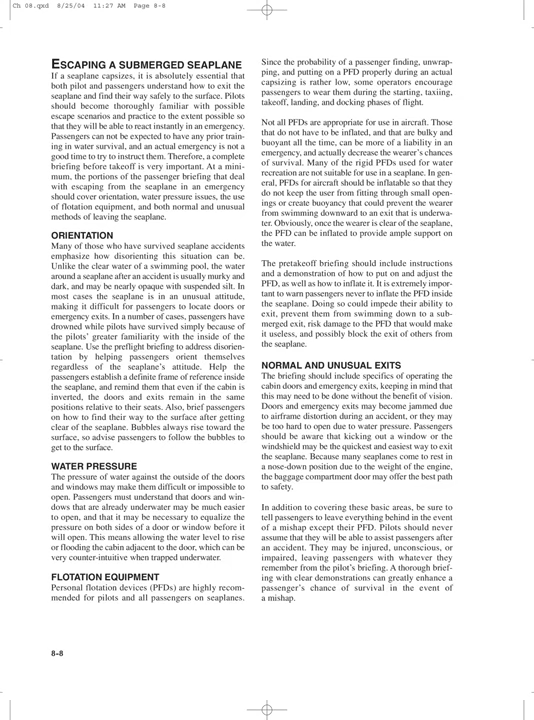 Ch 08.qxd  8/25/04  11:27 AM  Page 8-8
ESCAPING A SUBMERGED SEAPLANE
If a seaplane capsizes, it is absolutely essential that
both pilot and passengers understand how to exit the
seaplane and find their way safely to the surface. Pilots
should become thoroughly familiar with possible
escape scenarios and practice to the extent possible so
that they will be able to react instantly in an emergency.
Passengers can not be expected to have any prior train-
ing in water survival, and an actual emergency is not a
good time to try to instruct them. Therefore, a complete
briefing before takeoff is very important. At a mini-
mum, the portions of the passenger briefing that deal
with escaping from the seaplane in an emergency
should cover orientation, water pressure issues, the use
of flotation equipment, and both normal and unusual
methods of leaving the seaplane.
ORIENTATION
Many of those who have survived seaplane accidents
emphasize how disorienting this situation can be.
Unlike the clear water of a swimming pool, the water
around a seaplane after an accident is usually murky and
dark, and may be nearly opaque with suspended silt. In
most cases the seaplane is in an unusual attitude,
making it difficult for passengers to locate doors or
emergency exits. In a number of cases, passengers have
drowned while pilots have survived simply because of
the pilots' greater familiarity with the inside of the
seaplane. Use the preflight briefing to address disorien-
tation by helping passengers orient themselves
regardless of the seaplane's attitude. Help the
passengers establish a definite frame of reference inside
the seaplane, and remind them that even if the cabin is
inverted, the doors and exits remain in the same
positions relative to their seats. Also, brief passengers
on how to find their way to the surface after getting
clear of the seaplane. Bubbles always rise toward the
surface, so advise passengers to follow the bubbles to
get to the surface.
WATER PRESSURE
The pressure of water against the outside of the doors
and windows may make them difficult or impossible to
open. Passengers must understand that doors and win-
dows that are already underwater may be much easier
to open, and that it may be necessary to equalize the
pressure on both sides of a door or window before it
will open. This means allowing the water level to rise
or flooding the cabin adjacent to the door, which can be
very counter-intuitive when trapped underwater.
FLOTATION EQUIPMENT
Personal flotation devices (PFDs) are highly recom-
mended for pilots and all passengers on seaplanes.
Since the probability of a passenger finding, unwrap-
ping, and putting on a PFD properly during an actual
capsizing is rather low, some operators encourage
passengers to wear them during the starting, taxiing,
takeoff, landing, and docking phases of flight.
Not all PFDs are appropriate for use in aircraft. Those
that do not have to be inflated, and that are bulky and
buoyant all the time, can be more of a liability in an
emergency, and actually decrease the wearer's chances
of survival. Many of the rigid PFDs used for water
recreation are not suitable for use in a seaplane. In gen-
eral, PFDs for aircraft should be inflatable so that they
do not keep the user from fitting through small open-
ings or create buoyancy that could prevent the wearer
from swimming downward to an exit that is underwa-
ter. Obviously, once the wearer is clear of the seaplane,
the PFD can be inflated to provide ample support on
the water.
The pretakeoff briefing should include instructions
and a demonstration of how to put on and adjust the
PFD, as well as how to inflate it. It is extremely impor-
tant to warn passengers never to inflate the PFD inside
the seaplane. Doing so could impede their ability to
exit, prevent them from swimming down to a sub-
merged exit, risk damage to the PFD that would make
it useless, and possibly block the exit of others from
the seaplane.
NORMAL AND UNUSUAL EXITS
The briefing should include specifics of operating the
cabin doors and emergency exits, keeping in mind that
this may need to be done without the benefit of vision.
Doors and emergency exits may become jammed due
to airframe distortion during an accident, or they may
be too hard to open due to water pressure. Passengers
should be aware that kicking out a window or the
windshield may be the quickest and easiest way to exit
the seaplane. Because many seaplanes come to rest in
a nose-down position due to the weight of the engine,
the baggage compartment door may offer the best path
to safety.
In addition to covering these basic areas, be sure to
tell passengers to leave everything behind in the event
of a mishap except their PFD. Pilots should never
assume that they will be able to assist passengers after
an accident. They may be injured, unconscious, or
impaired, leaving passengers with whatever they
remember from the pilot's briefing. A thorough brief-
ing with clear demonstrations can greatly enhance a
passenger's chance of survival in the event of
a mishap.
8-8